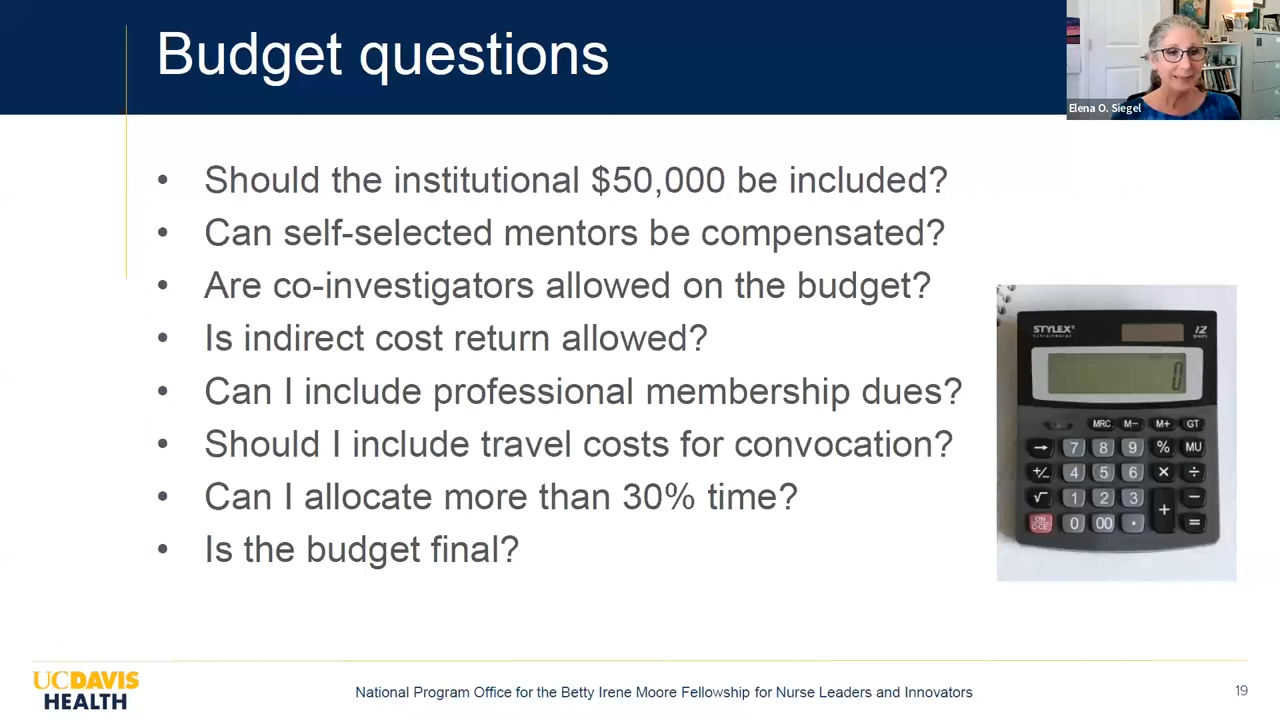 Budget questions
Elena O. Siegel
• Should the institutional $50,000 be included?
• Can self-selected mentors be compensated?
• Are co-investigators allowed on the budget?
• Is indirect cost return allowed?
• Can I include professional membership dues?
• Should I include travel costs for convocation?
• Can I allocate more than 30% time?
• Is the budget final?
STYLEX
12
0
MRC M− M+ GT
→ 7 8 9 % MU
+/− 4 5 6 × ÷
√ 1 2 3 + −
ON
C·CE 0 00 · =
UCDAVIS
HEALTH
National Program Office for the Betty Irene Moore Fellowship for Nurse Leaders and Innovators
19